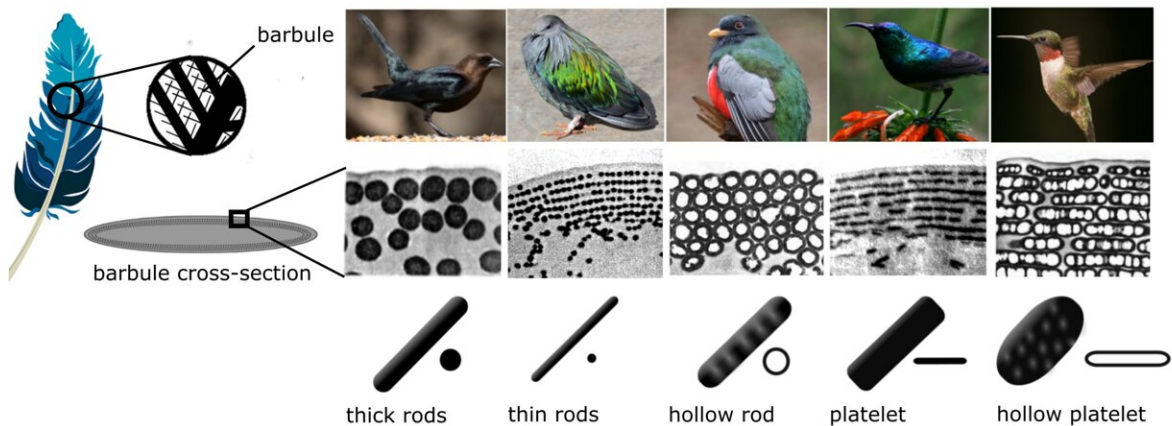 barbule
barbule cross-section
thick rods
thin rods
hollow rod
platelet
hollow platelet